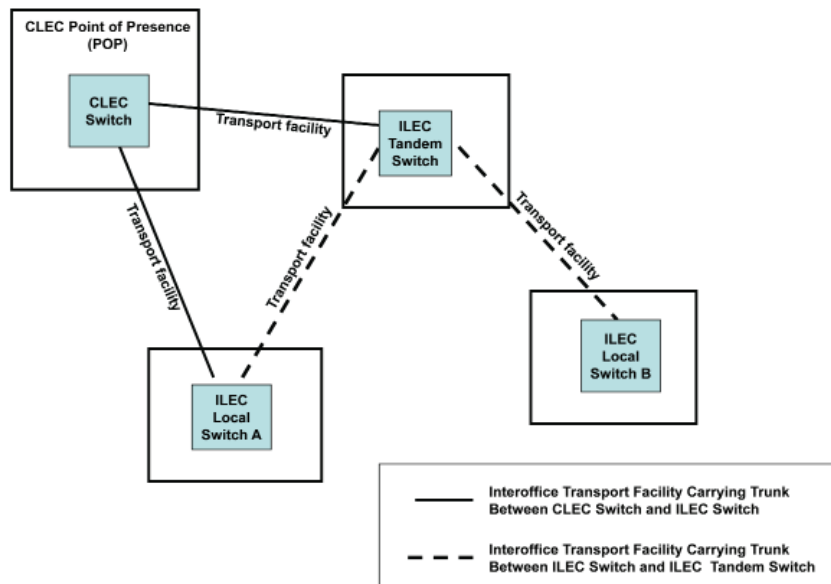 CLEC Point of Presence
(POP)
CLEC
Switch
Transport facility
ILEC
Tandem
Switch
Transport facility
Transport facility
Transport facility
ILEC
Local
Switch A
ILEC
Local
Switch B
Interoffice Transport Facility Carrying Trunk
Between CLEC Switch and ILEC Switch
Interoffice Transport Facility Carrying Trunk
Between ILEC Switch and ILEC Tandem Switch